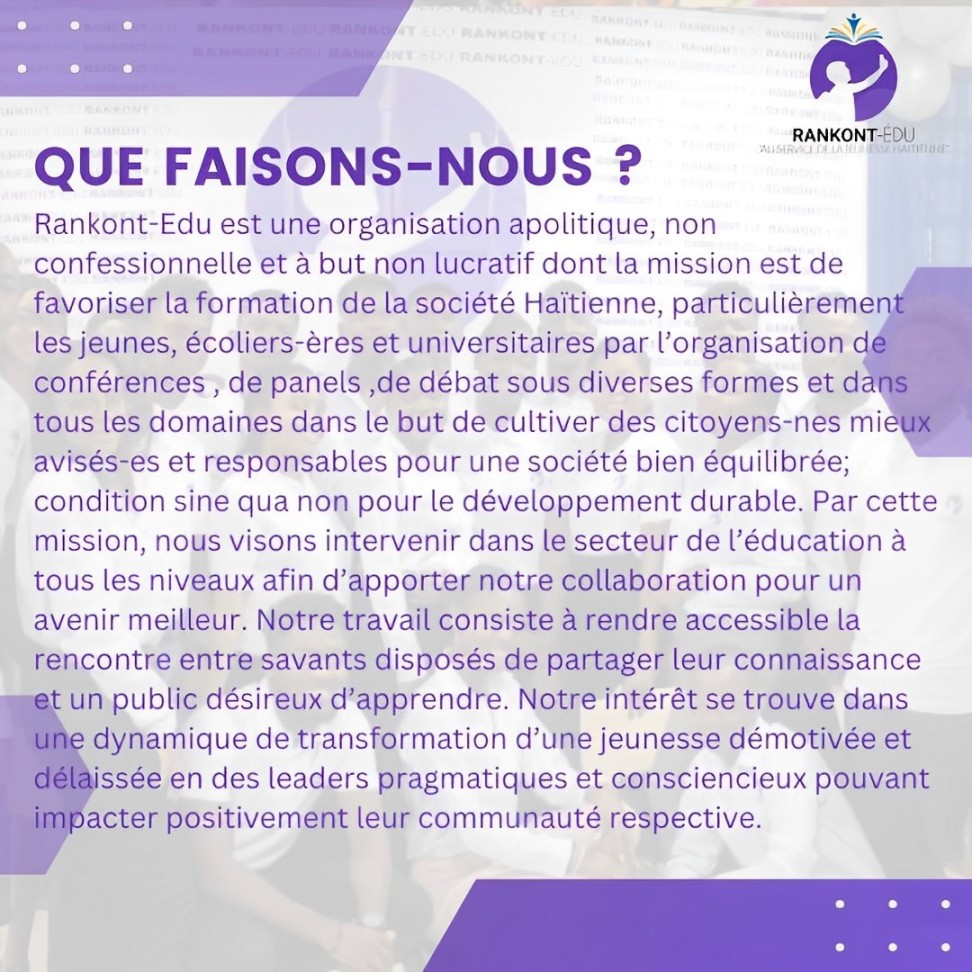 RANKONT-ÉDU
"AU SERVICE DE LA JEUNESSE HAITIENNE"
QUE FAISONS-NOUS ?
Rankont-Edu est une organisation apolitique, non
confessionnelle et à but non lucratif dont la mission est de
favoriser la formation de la société Haïtienne, particulièrement
les jeunes, écoliers-ères et universitaires par l'organisation de
conférences , de panels ,de débat sous diverses formes et dans
tous les domaines dans le but de cultiver des citoyens-nes mieux
avisés-es et responsables pour une société bien équilibrée;
condition sine qua non pour le développement durable. Par cette
mission, nous visons intervenir dans le secteur de l'éducation à
tous les niveaux afin d'apporter notre collaboration pour un
avenir meilleur. Notre travail consiste à rendre accessible la
rencontre entre savants disposés de partager leur connaissance
et un public désireux d'apprendre. Notre intérêt se trouve dans
une dynamique de transformation d'une jeunesse démotivée et
délaissée en des leaders pragmatiques et consciencieux pouvant
impacter positivement leur communauté respective.